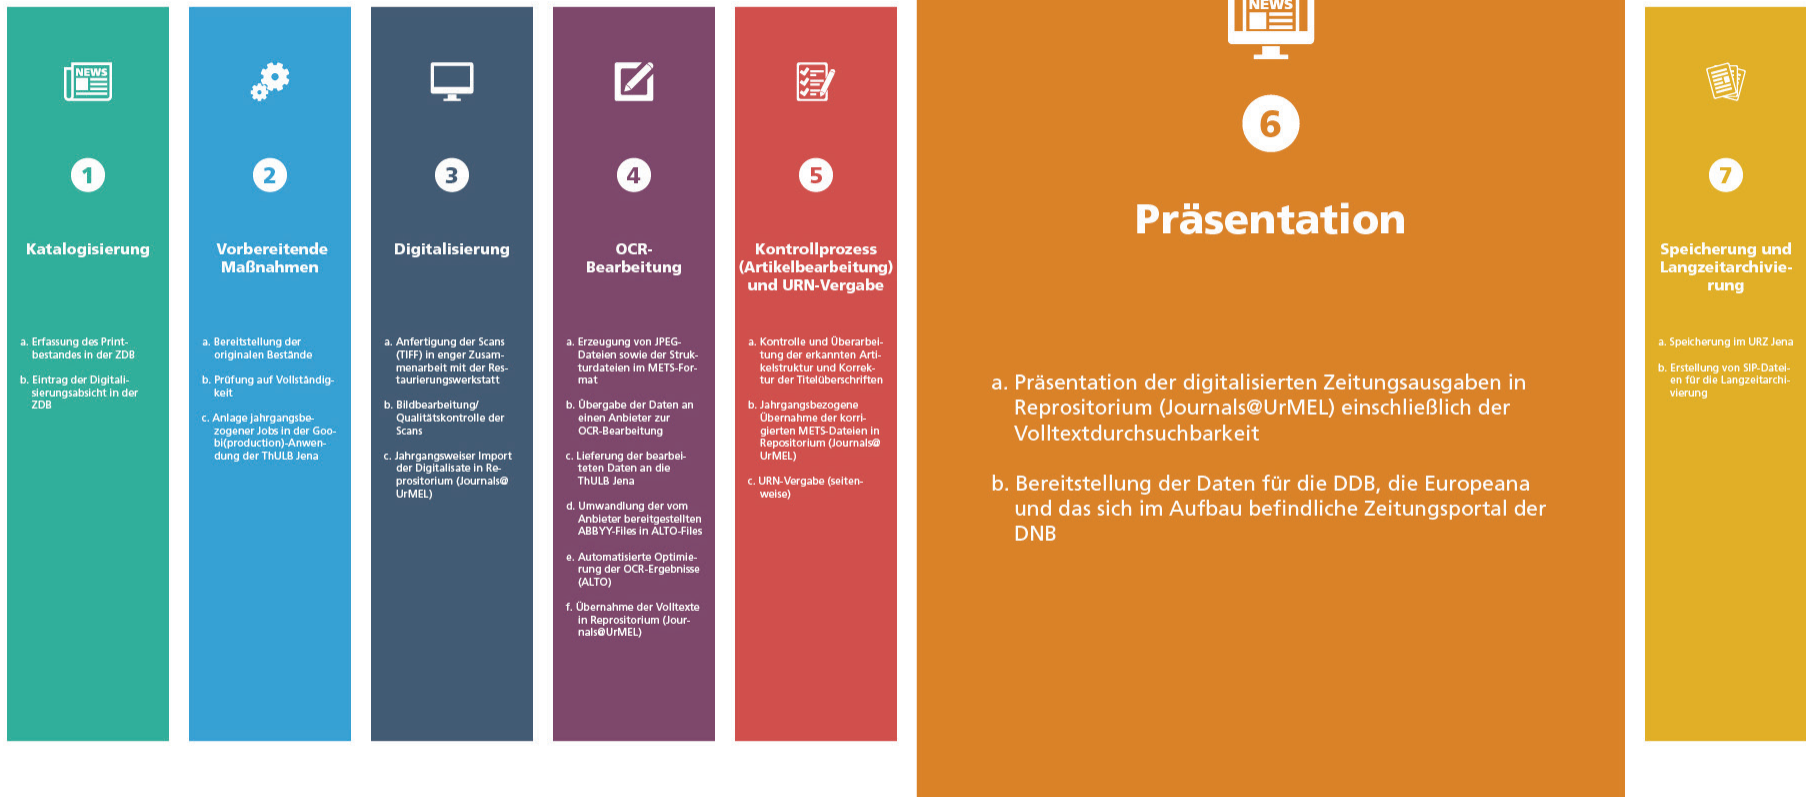 NEWS
1
Katalogisierung
a. Erfassung des Print-
bestandes in der ZDB
b. Eintrag der Digitali-
sierungsabsicht in der
ZDB
2
Vorbereitende
Maßnahmen
a. Bereitstellung der
originalen Bestände
b. Prüfung auf Vollständig-
keit
c. Anlage jahrgangsbe-
zogener Jobs in der Goo-
bi(production)-Anwen-
dung der ThULB Jena
3
Digitalisierung
a. Anfertigung der Scans
(TIFF) in enger Zusam-
menarbeit mit der Res-
taurierungswerkstatt
b. Bildbearbeitung/
Qualitätskontrolle der
Scans
c. Jahrgangsweiser Import
der Digitalisate in Re-
prositorium (Journals@
UrMEL)
4
OCR-
Bearbeitung
a. Erzeugung von JPEG-
Dateien sowie der Struk-
turdateien im METS-For-
mat
b. Übergabe der Daten an
einen Anbieter zur
OCR-Bearbeitung
c. Lieferung der bearbei-
teten Daten an die
ThULB Jena
d. Umwandlung der vom
Anbieter bereitgestellten
ABBYY-Files in ALTO-Files
e. Automatisierte Optimie-
rung der OCR-Ergebnisse
(ALTO)
f. Übernahme der Volltexte
in Reprositorium (Jour-
nals@UrMEL)
5
Kontrollprozess
(Artikelbearbeitung)
und URN-Vergabe
a. Kontrolle und Überarbei-
tung der erkannten Arti-
kelstruktur und Korrek-
tur der Titelüberschriften
b. Jahrgangsbezogene
Übernahme der korri-
gierten METS-Dateien in
Repositorium (Journals@
UrMEL)
c. URN-Vergabe (seiten-
weise)
NEWS
6
Präsentation
a. Präsentation der digitalisierten Zeitungsausgaben in
Reprositorium (Journals@UrMEL) einschließlich der
Volltextdurchsuchbarkeit
b. Bereitstellung der Daten für die DDB, die Europeana
und das sich im Aufbau befindliche Zeitungsportal der
DNB
7
Speicherung und
Langzeitarchivie-
rung
a. Speicherung im URZ Jena
b. Erstellung von SIP-Datei-
en für die Langzeitarchi-
vierung